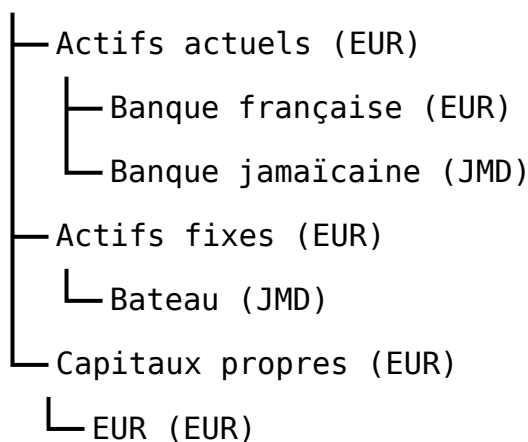 Actifs actuels (EUR)
Banque française (EUR)
Banque jamaïcaine (JMD)
Actifs fixes (EUR)
Bateau (JMD)
Capitaux propres (EUR)
EUR (EUR)